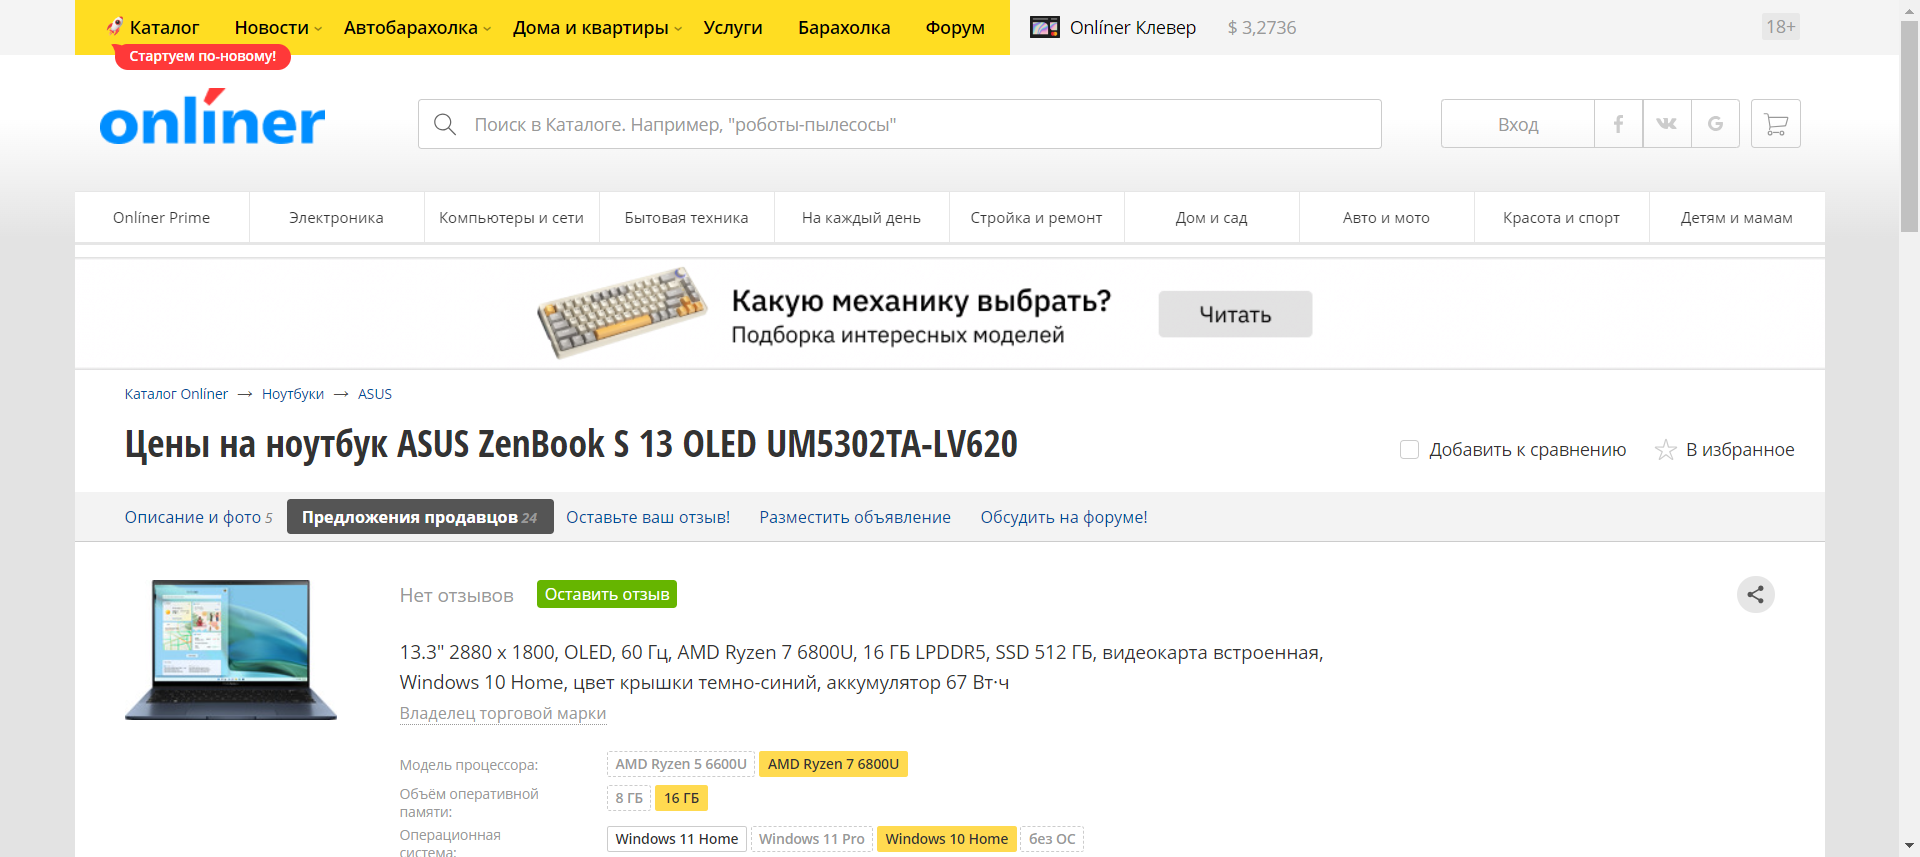 Каталог Новости Автобарахолка Дома и квартиры Услуги Барахолка Форум Onlíner Клевер $ 3,2736 18+
Стартуем по-новому!
onlíner
Поиск в Каталоге. Например, "роботы-пылесосы"
Вход
Onlíner Prime Электроника Компьютеры и сети Бытовая техника На каждый день Стройка и ремонт Дом и сад Авто и мото Красота и спорт Детям и мамам
Какую механику выбрать?
Подборка интересных моделей
Читать
Каталог Onlíner → Ноутбуки → ASUS
Цены на ноутбук ASUS ZenBook S 13 OLED UM5302TA-LV620
Добавить к сравнению В избранное
Описание и фото 5 Предложения продавцов 24 Оставьте ваш отзыв! Разместить объявление Обсудить на форуме!
Нет отзывов Оставить отзыв
13.3" 2880 x 1800, OLED, 60 Гц, AMD Ryzen 7 6800U, 16 ГБ LPDDR5, SSD 512 ГБ, видеокарта встроенная,
Windows 10 Home, цвет крышки темно-синий, аккумулятор 67 Вт·ч
Владелец торговой марки
Модель процессора: AMD Ryzen 5 6600U AMD Ryzen 7 6800U
Объём оперативной
памяти:
8 ГБ 16 ГБ
Операционная
система:
Windows 11 Home Windows 11 Pro Windows 10 Home без ОС